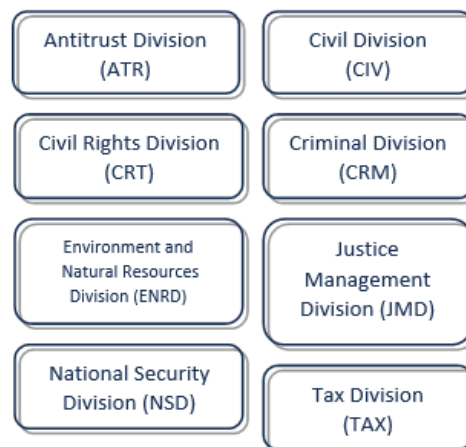 Antitrust Division
(ATR)
Civil Division
(CIV)
Civil Rights Division
(CRT)
Criminal Division
(CRM)
Environment and
Natural Resources
Division (ENRD)
Justice
Management
Division (JMD)
National Security
Division (NSD)
Tax Division
(TAX)